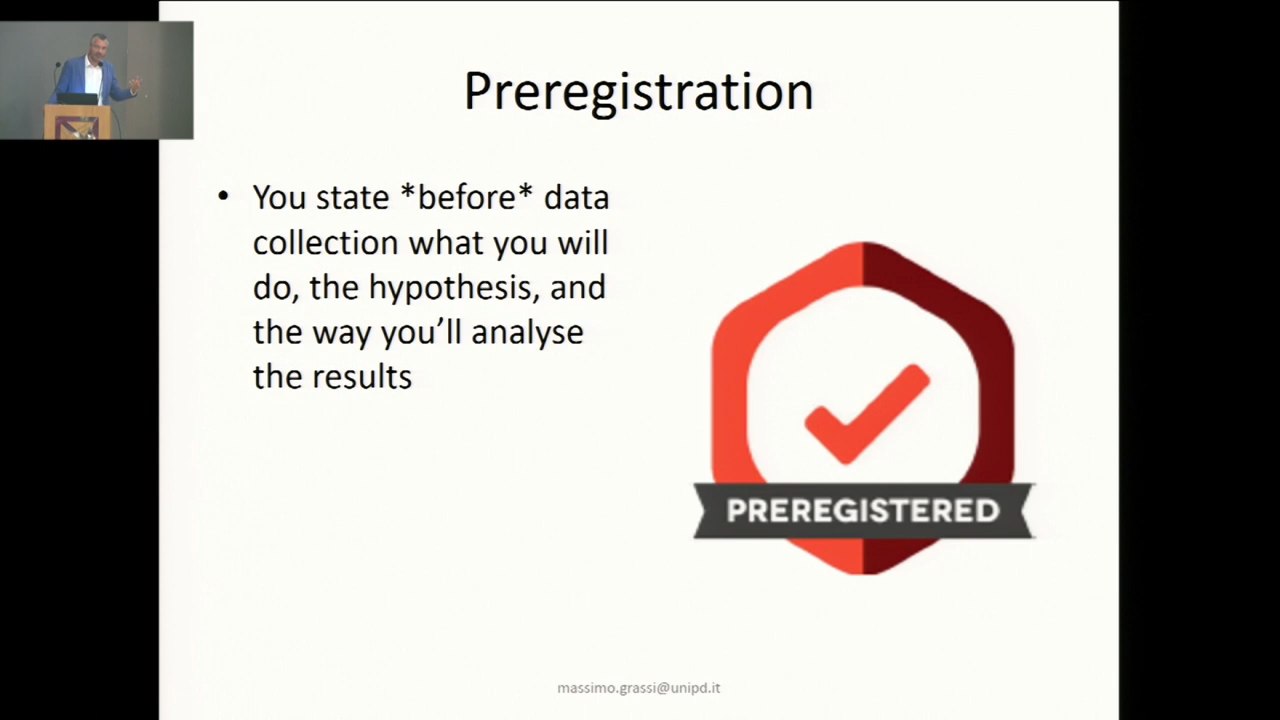 Preregistration
• You state *before* data
collection what you will
do, the hypothesis, and
the way you’ll analyse
the results
PREREGISTERED
massimo.grassi@unipd.it